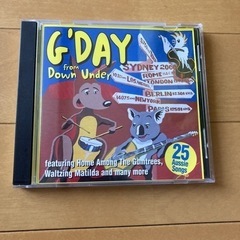 G'DAY
from
Down Under
SYDNEY
ROME
LONDON
BERLIN
NEW YORK
PARIS
25
Aussie
Songs
featuring Home Among The Gumtrees,
Waltzing Matilda and many more